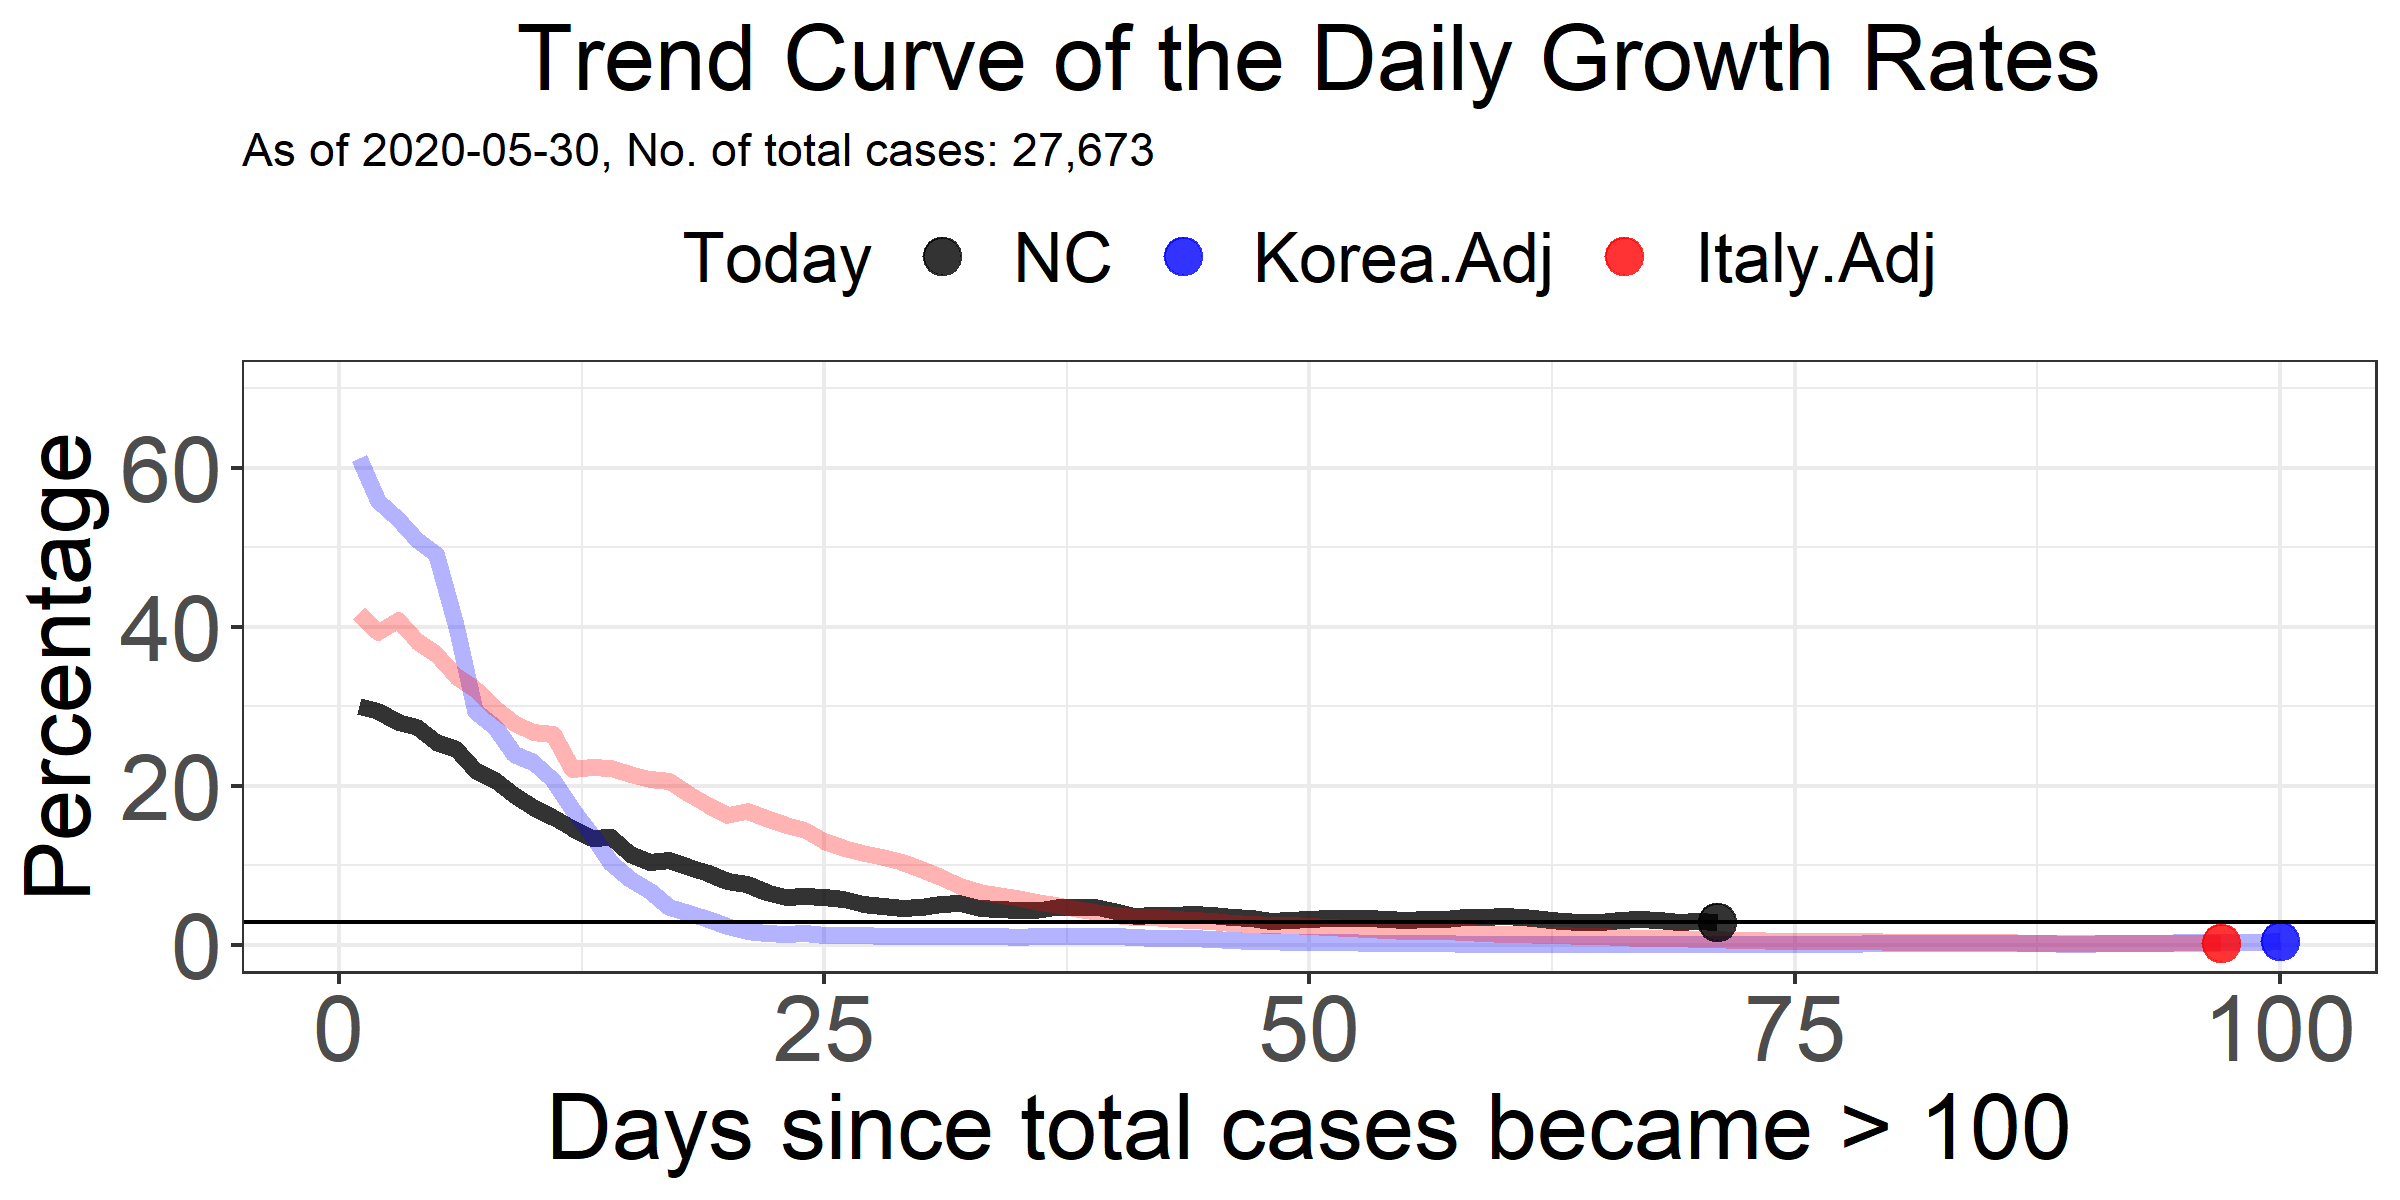 Trend Curve of the Daily Growth Rates
As of 2020-05-30, No. of total cases: 27,673
Today NC Korea.Adj Italy.Adj
Percentage
60
40
20
0
0 25 50 75 100
Days since total cases became > 100